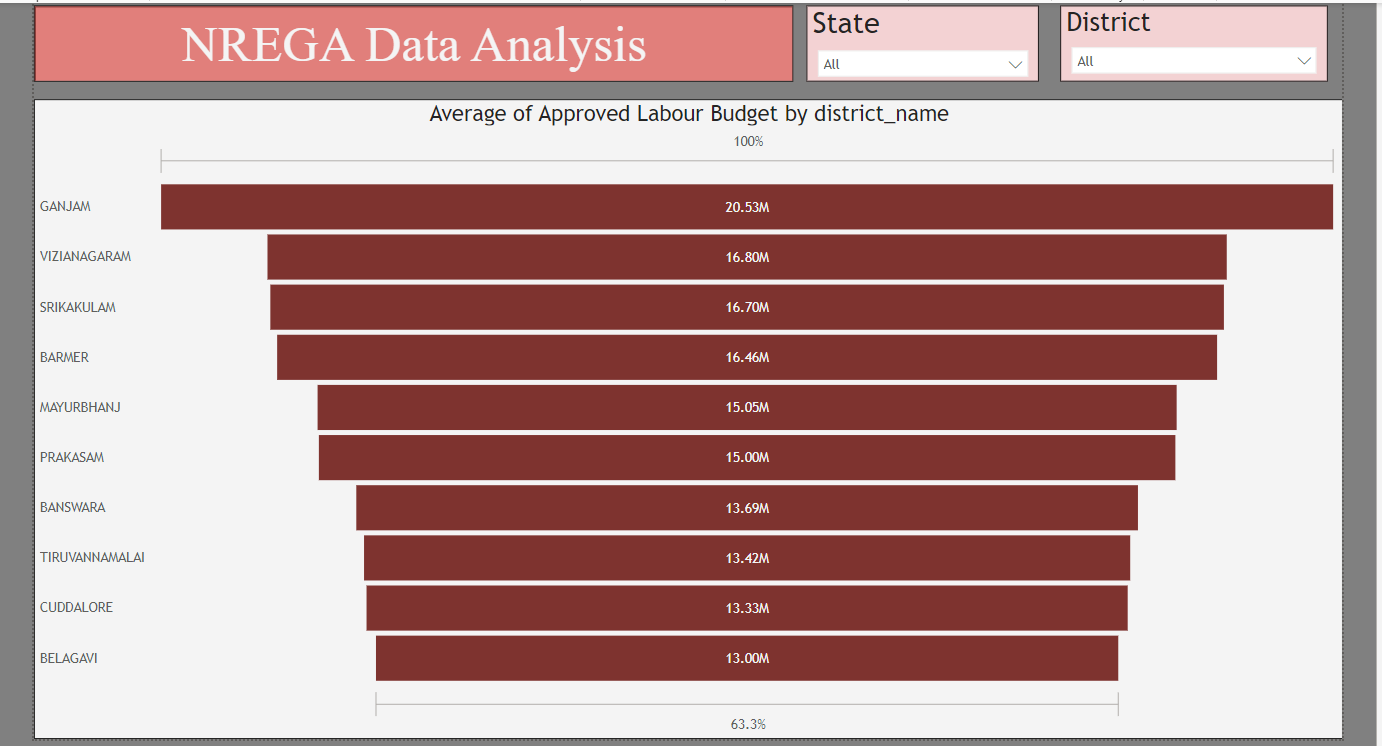 NREGA Data Analysis
State
All
District
All
Average of Approved Labour Budget by district_name
100%
GANJAM 20.53M
VIZIANAGARAM 16.80M
SRIKAKULAM 16.70M
BARMER 16.46M
MAYURBHANJ 15.05M
PRAKASAM 15.00M
BANSWARA 13.69M
TIRUVANNAMALAI 13.42M
CUDDALORE 13.33M
BELAGAVI 13.00M
63.3%